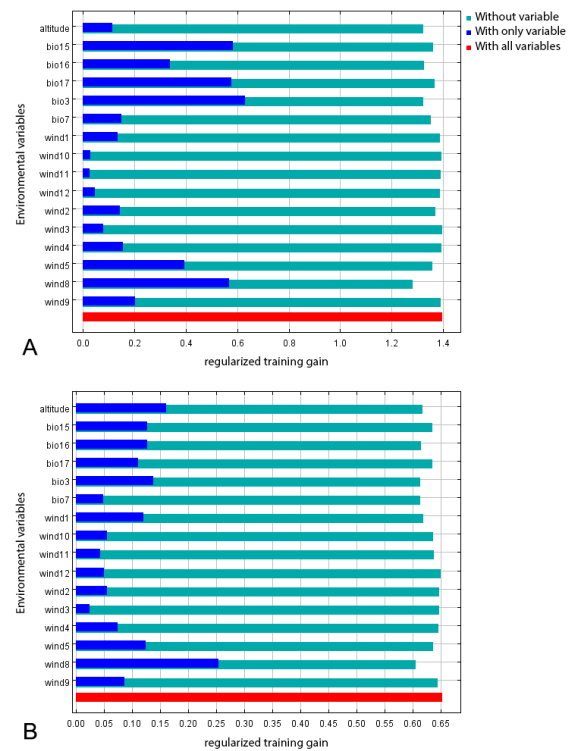 Without variable
With only variable
With all variables
Environmental variables
altitude
bio15
bio16
bio17
bio3
bio7
wind1
wind10
wind11
wind12
wind2
wind3
wind4
wind5
wind8
wind9
0.0 0.2 0.4 0.6 0.8 1.0 1.2 1.4
regularized training gain
A
Environmental variables
altitude
bio15
bio16
bio17
bio3
bio7
wind1
wind10
wind11
wind12
wind2
wind3
wind4
wind5
wind8
wind9
0.00 0.05 0.10 0.15 0.20 0.25 0.30 0.35 0.40 0.45 0.50 0.55 0.60 0.65
regularized training gain
B